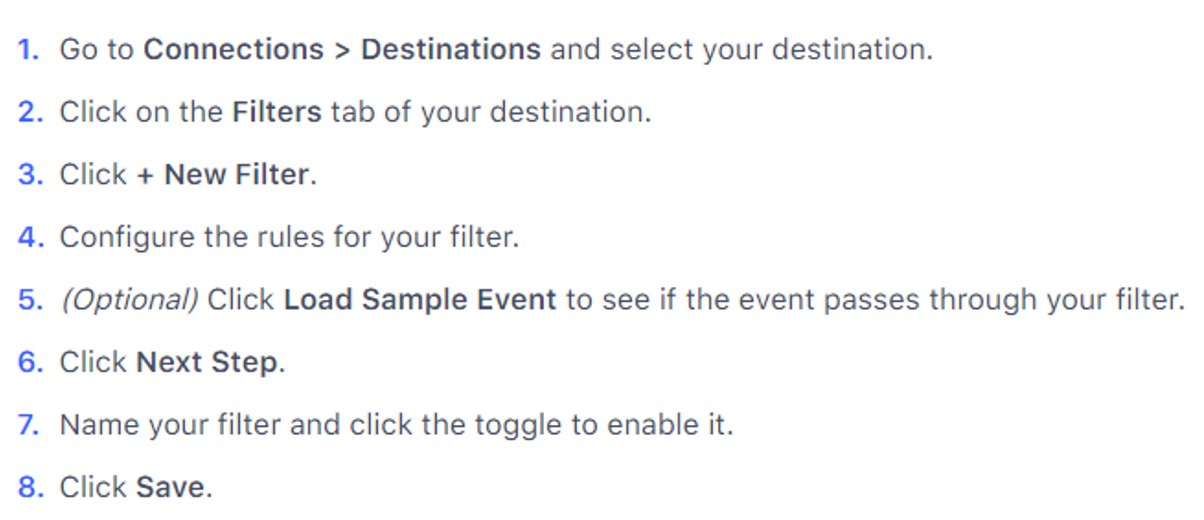 1. Go to Connections > Destinations and select your destination.
2. Click on the Filters tab of your destination.
3. Click + New Filter.
4. Configure the rules for your filter.
5. (Optional) Click Load Sample Event to see if the event passes through your filter.
6. Click Next Step.
7. Name your filter and click the toggle to enable it.
8. Click Save.